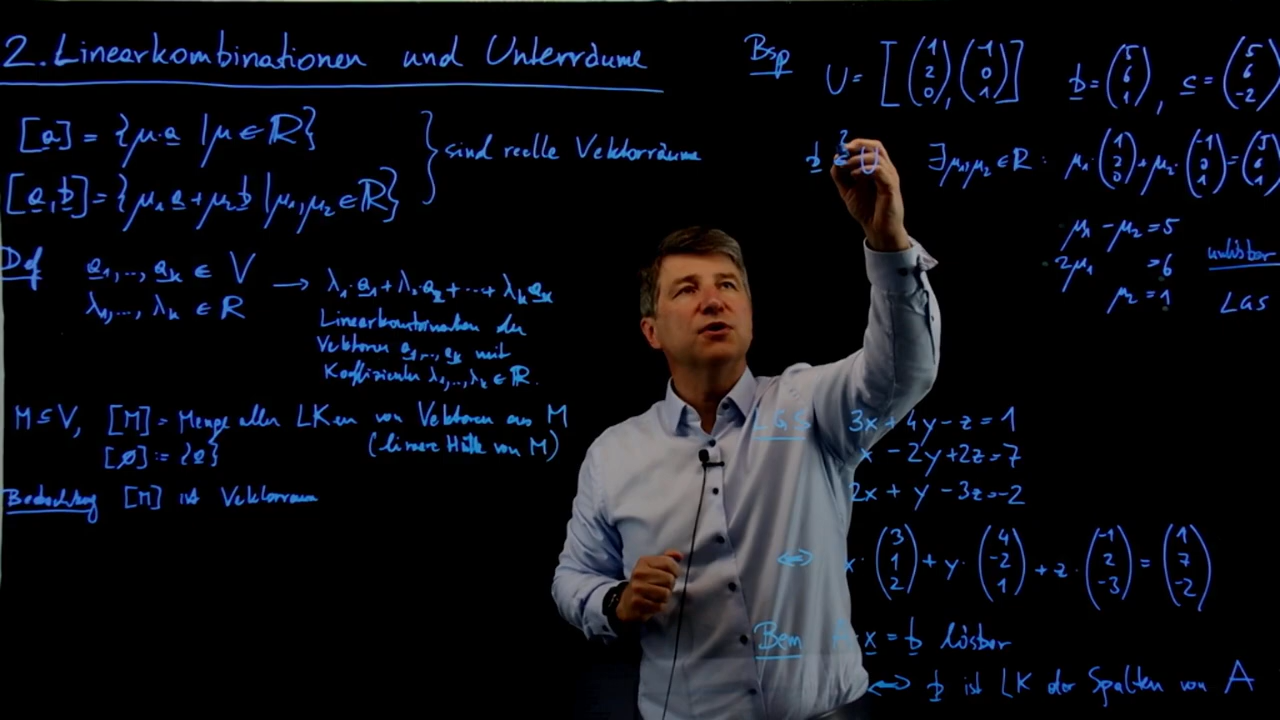 2. Linearkombinationen und Unterräume
[a] = {μ·a | μ ∈ ℝ}
[a, b] = {μ₁a + μ₂b | μ₁, μ₂ ∈ ℝ}
} sind reelle Vektorräume
Def a₁, .., aₖ ∈ V
λ₁, .., λₖ ∈ ℝ
→ λ₁·a₁ + λ₂·a₂ + ··· + λₖ aₖ
Linearkombination der
Vektoren a₁, .., aₖ mit
Koeffizienten λ₁, .., λₖ ∈ ℝ.
M ⊆ V, [M] = Menge aller LKen von Vektoren aus M
(lineare Hülle von M)
[∅] := {0}
Beobachtung [M] ist Vektorraum
Bsp U = [(1 2 0), (-1 0 1)] b = (5 6 1), c = (5 6 -2)
b ∈? U ∃ μ₁, μ₂ ∈ ℝ: μ₁·(1 2 0) + μ₂·(-1 0 1) = (5 6 1)
μ₁ - μ₂ = 5
2μ₁ = 6
μ₂ = 1
unlösbar
LGS
LGS 3x + 4y - z = 1
x - 2y + 2z = 7
2x + y - 3z = -2
⟺ x·(3 1 2) + y·(4 -2 1) + z·(-1 2 -3) = (1 7 -2)
Bem x = b lösbar
⟺ b ist LK der Spalten von A